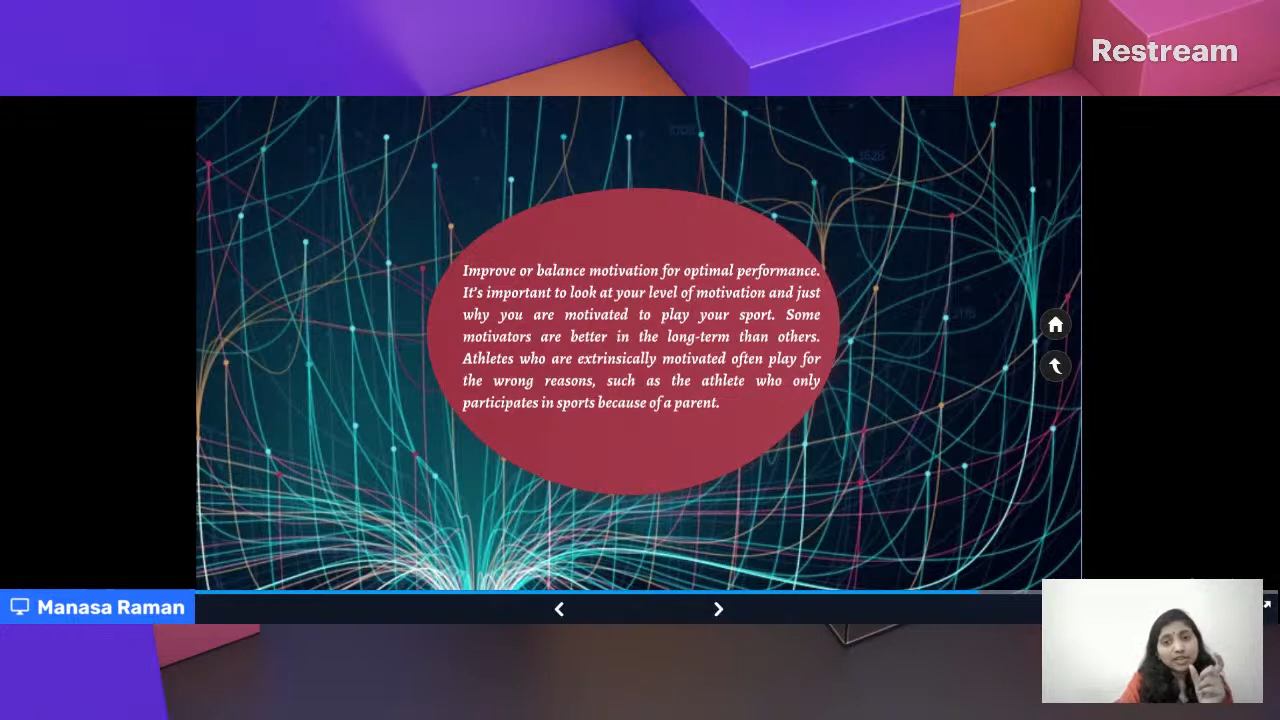 Restream
Improve or balance motivation for optimal performance.
It's important to look at your level of motivation and just
why you are motivated to play your sport. Some
motivators are better in the long-term than others.
Athletes who are extrinsically motivated often play for
the wrong reasons, such as the athlete who only
participates in sports because of a parent.
Manasa Raman